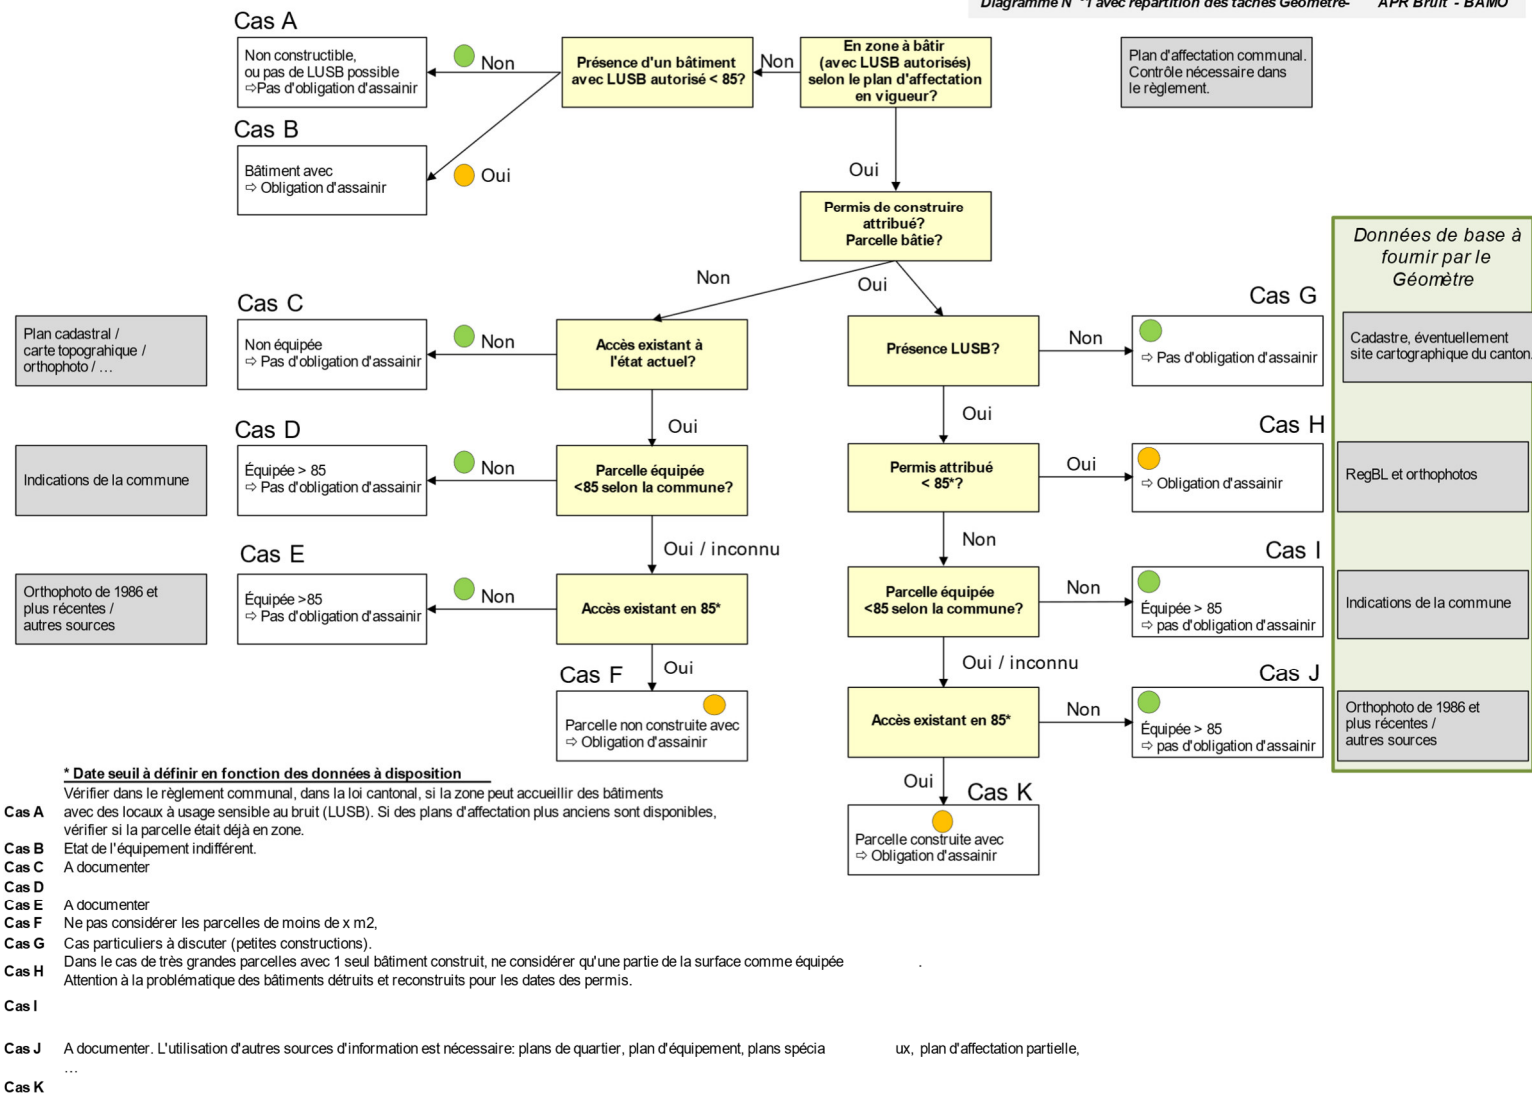 Diagramme N °1 avec répartition des tâches Géomètre- APR Bruit - BAMO
Cas A
Non constructible,
ou pas de LUSB possible
⇨Pas d'obligation d'assainir
Non
Présence d'un bâtiment
avec LUSB autorisé < 85?
Non
En zone à bâtir
(avec LUSB autorisés)
selon le plan d'affectation
en vigueur?
Plan d'affectation communal.
Contrôle nécessaire dans
le règlement.
Cas B
Bâtiment avec
⇨ Obligation d'assainir
Oui
Oui
Permis de construire
attribué?
Parcelle bâtie?
Non
Oui
Données de base à
fournir par le
Géomètre
Plan cadastral /
carte topograhique /
orthophoto / …
Cas C
Non équipée
⇨ Pas d'obligation d'assainir
Non
Accès existant à
l'état actuel?
Présence LUSB?
Non
Cas G
⇨ Pas d'obligation d'assainir
Cadastre, éventuellement
site cartographique du canton.
Oui
Oui
Indications de la commune
Cas D
Équipée > 85
⇨ Pas d'obligation d'assainir
Non
Parcelle équipée
<85 selon la commune?
Permis attribué
< 85*?
Oui
Cas H
⇨ Obligation d'assainir
RegBL et orthophotos
Oui / inconnu
Non
Orthophoto de 1986 et
plus récentes /
autres sources
Cas E
Équipée >85
⇨ Pas d'obligation d'assainir
Non
Accès existant en 85*
Parcelle équipée
<85 selon la commune?
Non
Cas I
Équipée > 85
⇨ pas d'obligation d'assainir
Indications de la commune
Oui
Oui / inconnu
Cas F
Parcelle non construite avec
⇨ Obligation d'assainir
Accès existant en 85*
Non
Cas J
Équipée > 85
⇨ pas d'obligation d'assainir
Orthophoto de 1986 et
plus récentes /
autres sources
Oui
Cas K
Parcelle construite avec
⇨ Obligation d'assainir
* Date seuil à définir en fonction des données à disposition
Vérifier dans le règlement communal, dans la loi cantonal, si la zone peut accueillir des bâtiments
Cas A avec des locaux à usage sensible au bruit (LUSB). Si des plans d'affectation plus anciens sont disponibles,
vérifier si la parcelle était déjà en zone.
Cas B Etat de l'équipement indifférent.
Cas C A documenter
Cas D
Cas E A documenter
Cas F Ne pas considérer les parcelles de moins de x m2,
Cas G Cas particuliers à discuter (petites constructions).
Cas H Dans le cas de très grandes parcelles avec 1 seul bâtiment construit, ne considérer qu'une partie de la surface comme équipée .
Attention à la problématique des bâtiments détruits et reconstruits pour les dates des permis.
Cas I
Cas J A documenter. L'utilisation d'autres sources d'information est nécessaire: plans de quartier, plan d'équipement, plans spécia ux, plan d'affectation partielle,
…
Cas K